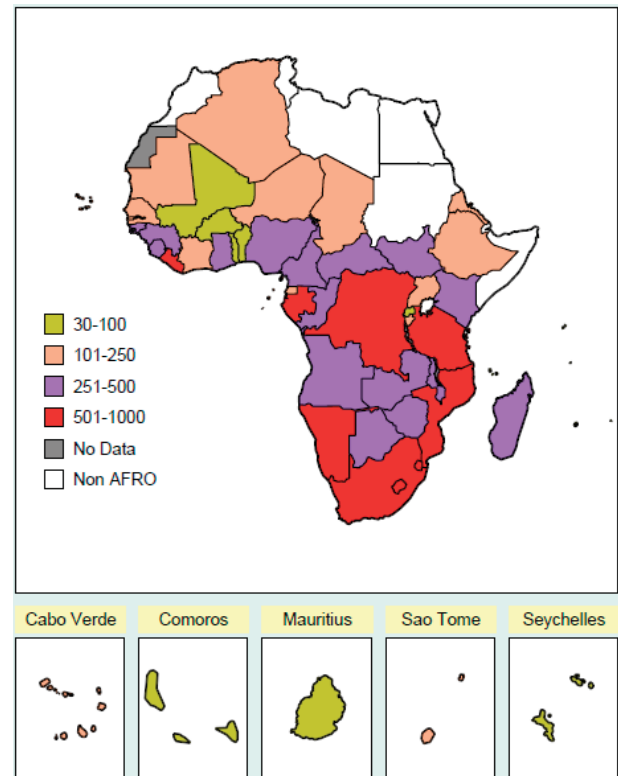 30-100
101-250
251-500
501-1000
No Data
Non AFRO
Cabo Verde
Comoros
Mauritius
Sao Tome
Seychelles